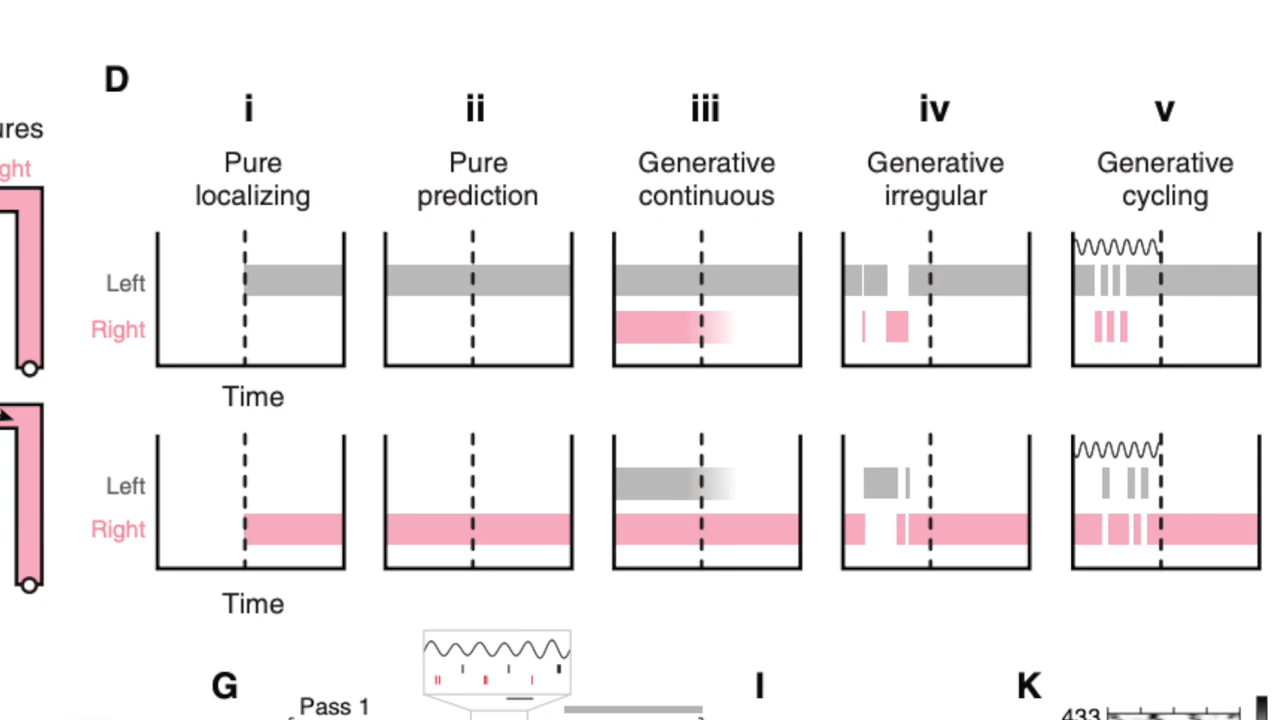 D
i ii iii iv v
ures
ght
Pure
localizing
Pure
prediction
Generative
continuous
Generative
irregular
Generative
cycling
Left
Right
Time
Left
Right
Time
G
Pass 1
I
K
433